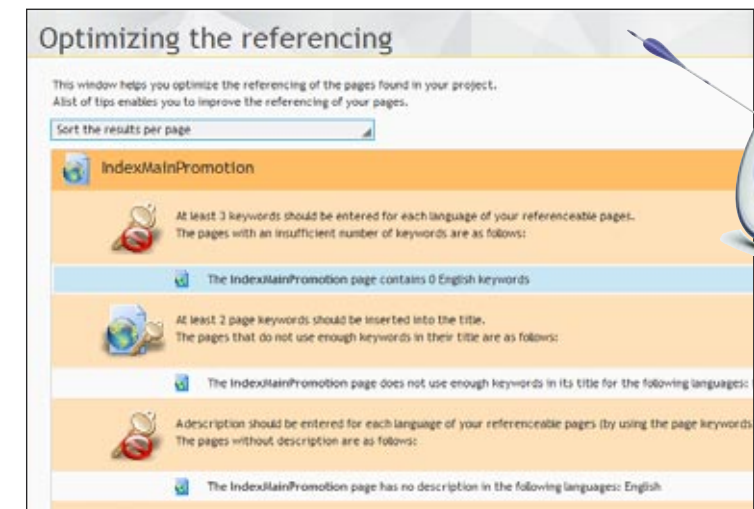 Optimizing the referencing
This window helps you optimize the referencing of the pages found in your project.
A list of tips enables you to improve the referencing of your pages.
Sort the results per page
IndexMainPromotion
At least 3 keywords should be entered for each language of your referenceable pages.
The pages with an insufficient number of keywords are as follows:
The IndexMainPromotion page contains 0 English keywords
At least 2 page keywords should be inserted into the title.
The pages that do not use enough keywords in their title are as follows:
The IndexMainPromotion page does not use enough keywords in its title for the following languages:
A description should be entered for each language of your referenceable pages (by using the page keywords
The pages without description are as follows:
The IndexMainPromotion page has no description in the following languages: English